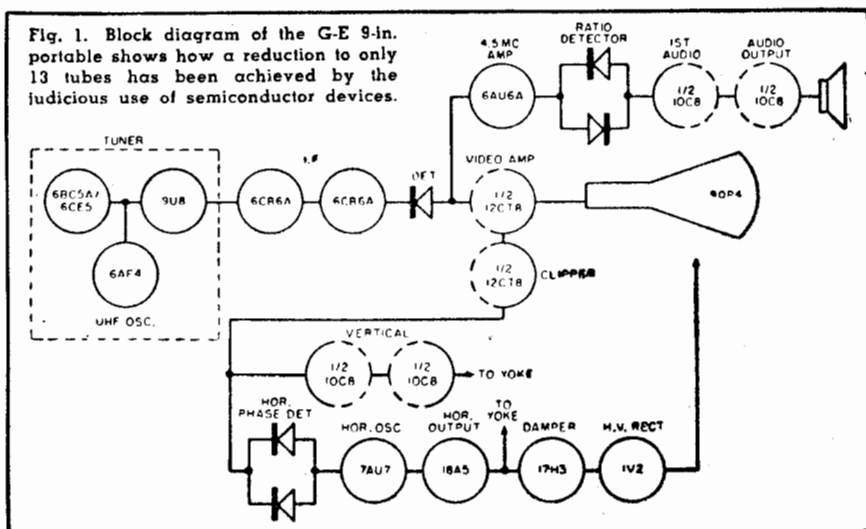 Fig. 1. Block diagram of the G-E 9-in.
portable shows how a reduction to only
13 tubes has been achieved by the
judicious use of semiconductor devices.
RATIO
DETECTOR
4.5 MC
AMP
1ST
AUDIO
AUDIO
OUTPUT
6AU6A
1/2
10C8
1/2
10C8
TUNER
I.F
DET
VIDEO AMP
6BC5A/
6CE5
9U8
6CB6A
6CB6A
1/2
12CT8
9QP4
6AF4
UHF OSC.
1/2
12CT8
CLIPPER
VERTICAL
1/2
10C8
1/2
10C8
TO YOKE
HOR.
PHASE DET
HOR. OSC
HOR.
OUTPUT
TO
YOKE
DAMPER
H.V. RECT
7AU7
18A5
17H3
1V2